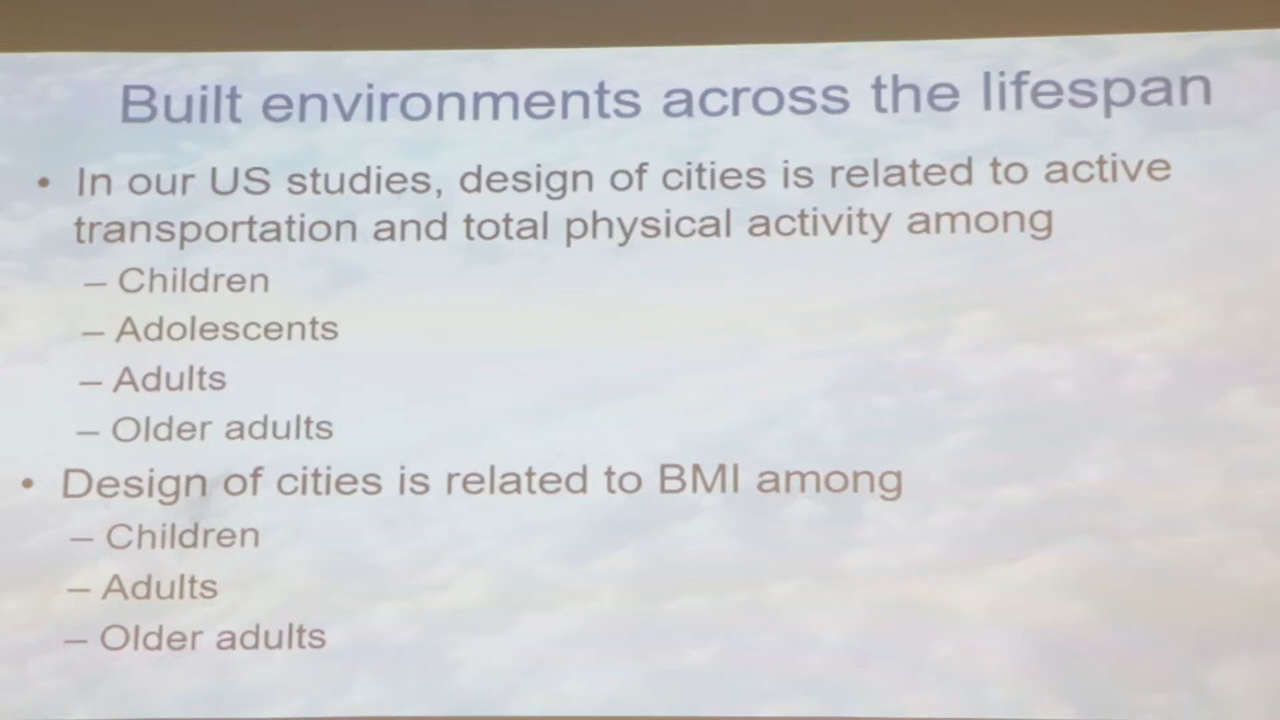 Built environments across the lifespan
• In our US studies, design of cities is related to active
transportation and total physical activity among
– Children
– Adolescents
– Adults
– Older adults
• Design of cities is related to BMI among
– Children
– Adults
– Older adults